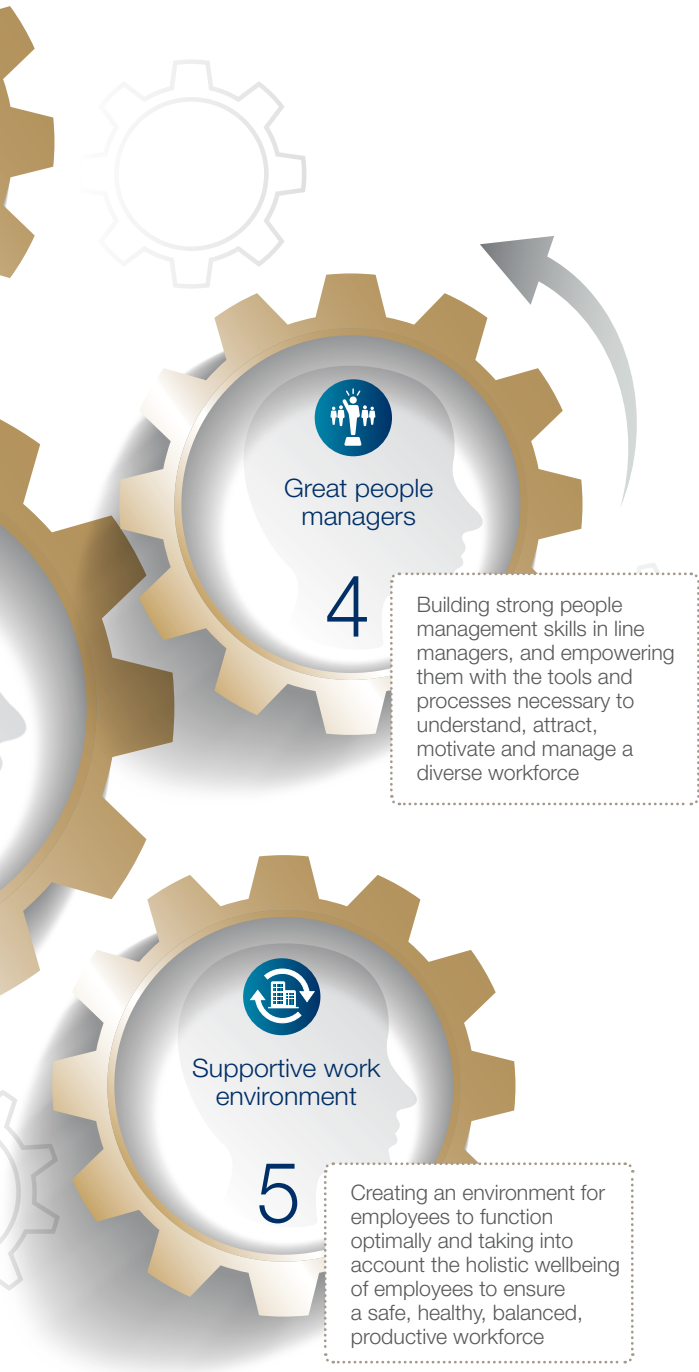 Great people
managers
4
Building strong people
management skills in line
managers, and empowering
them with the tools and
processes necessary to
understand, attract,
motivate and manage a
diverse workforce
Supportive work
environment
5
Creating an environment for
employees to function
optimally and taking into
account the holistic wellbeing
of employees to ensure
a safe, healthy, balanced,
productive workforce